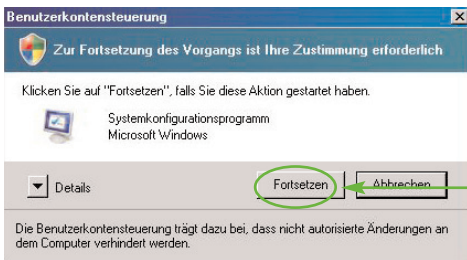 Benutzerkontensteuerung
Zur Fortsetzung des Vorgangs ist Ihre Zustimmung erforderlich
Klicken Sie auf "Fortsetzen", falls Sie diese Aktion gestartet haben.
Systemkonfigurationsprogramm
Microsoft Windows
Details
Fortsetzen
Abbrechen
Die Benutzerkontensteuerung trägt dazu bei, dass nicht autorisierte Änderungen an
dem Computer verhindert werden.